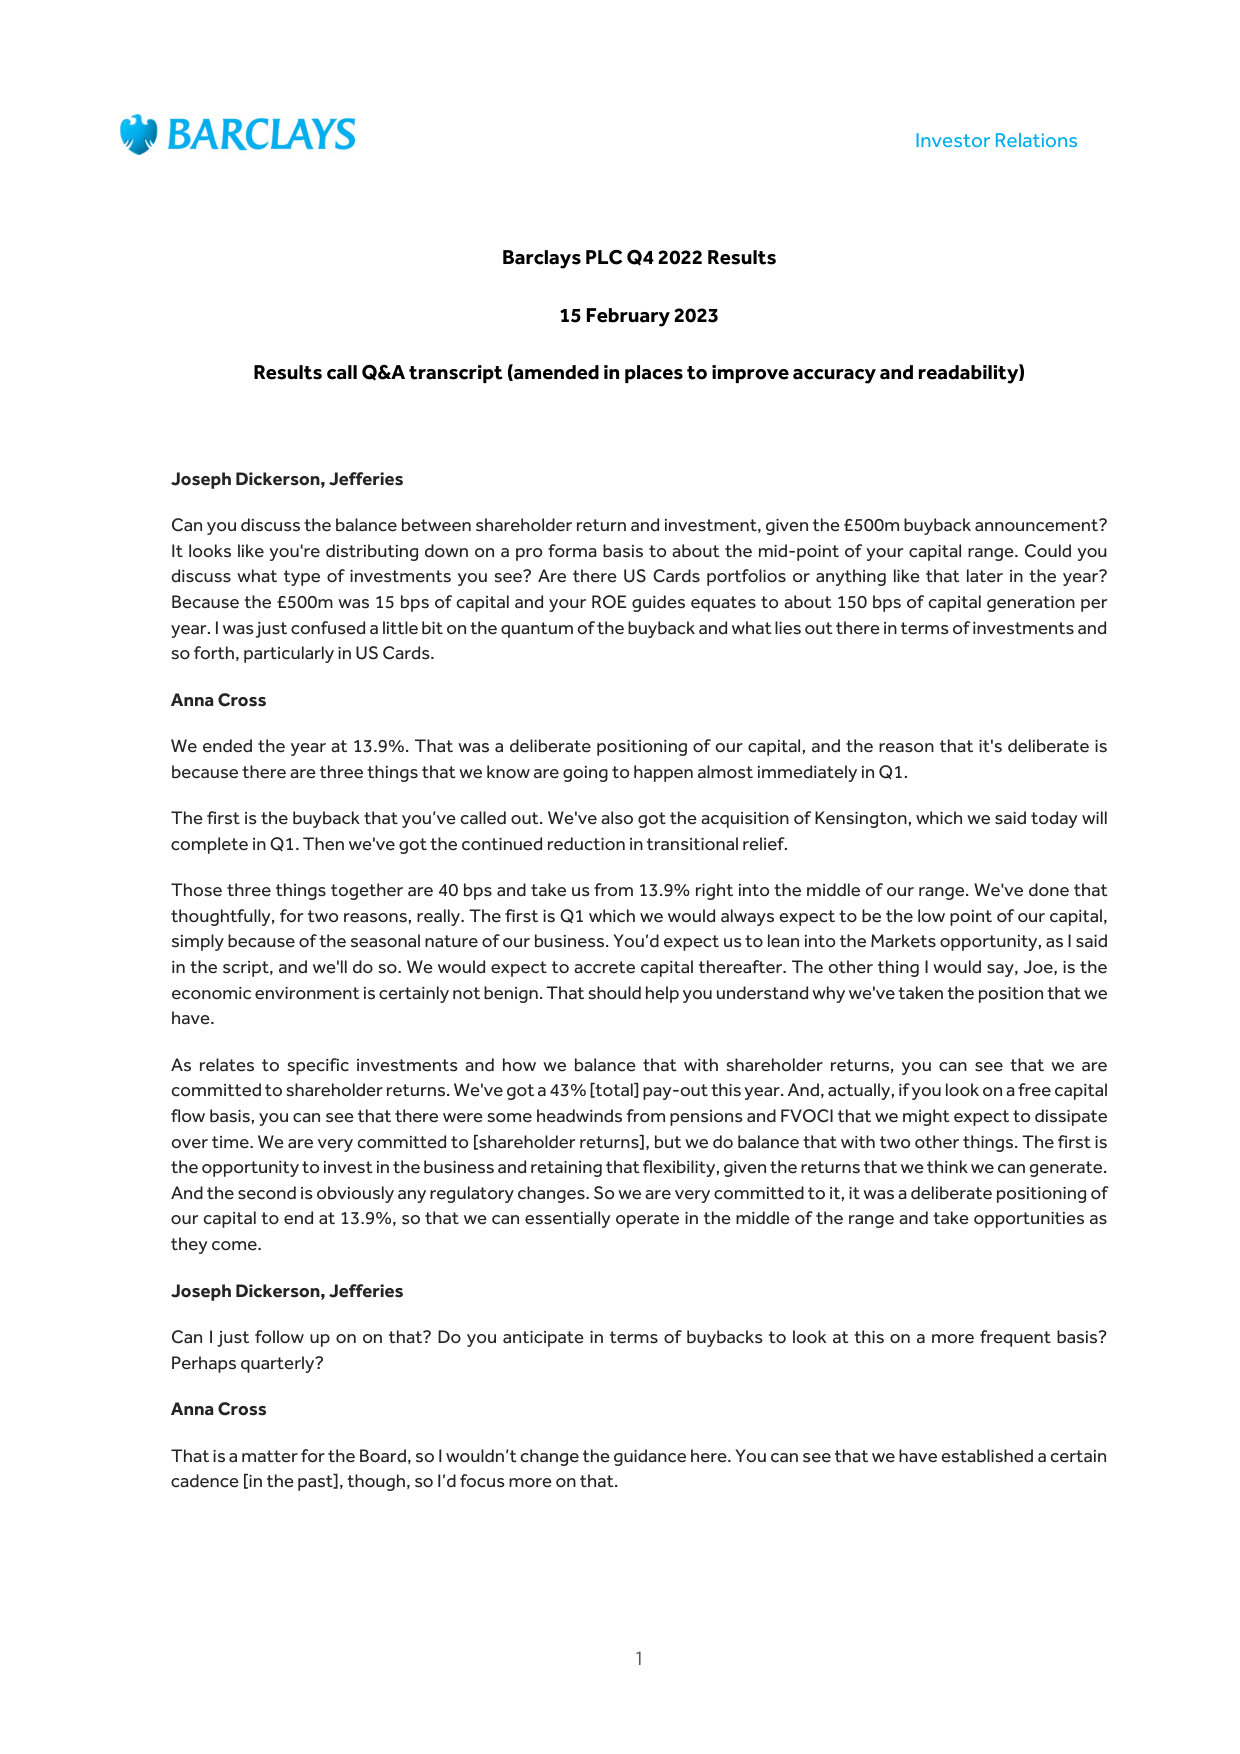 BARCLAYS
Investor Relations
Barclays PLC Q4 2022 Results
15 February 2023
Results call Q&A transcript (amended in places to improve accuracy and readability)
Joseph Dickerson, Jefferies
Can you discuss the balance between shareholder return and investment, given the £500m buyback announcement?
It looks like you're distributing down on a pro forma basis to about the mid-point of your capital range. Could you
discuss what type of investments you see? Are there US Cards portfolios or anything like that later in the year?
Because the £500m was 15 bps of capital and your ROE guides equates to about 150 bps of capital generation per
year. I was just confused a little bit on the quantum of the buyback and what lies out there in terms of investments and
so forth, particularly in US Cards.
Anna Cross
We ended the year at 13.9%. That was a deliberate positioning of our capital, and the reason that it's deliberate is
because there are three things that we know are going to happen almost immediately in Q1.
The first is the buyback that you've called out. We've also got the acquisition of Kensington, which we said today will
complete in Q1. Then we've got the continued reduction in transitional relief.
Those three things together are 40 bps and take us from 13.9% right into the middle of our range. We've done that
thoughtfully, for two reasons, really. The first is Q1 which we would always expect to be the low point of our capital,
simply because of the seasonal nature of our business. You'd expect us to lean into the Markets opportunity, as I said
in the script, and we'll do so. We would expect to accrete capital thereafter. The other thing I would say, Joe, is the
economic environment is certainly not benign. That should help you understand why we've taken the position that we
have.
As relates to specific investments and how we balance that with shareholder returns, you can see that we are
committed to shareholder returns. We've got a 43% [total] pay-out this year. And, actually, if you look on a free capital
flow basis, you can see that there were some headwinds from pensions and FVOCI that we might expect to dissipate
over time. We are very committed to [shareholder returns], but we do balance that with two other things. The first is
the opportunity to invest in the business and retaining that flexibility, given the returns that we think we can generate.
And the second is obviously any regulatory changes. So we are very committed to it, it was a deliberate positioning of
our capital to end at 13.9%, so that we can essentially operate in the middle of the range and take opportunities as
they come.
Joseph Dickerson, Jefferies
Can I just follow up on on that? Do you anticipate in terms of buybacks to look at this on a more frequent basis?
Perhaps quarterly?
Anna Cross
That is a matter for the Board, so I wouldn't change the guidance here. You can see that we have established a certain
cadence [in the past], though, so I'd focus more on that.
1